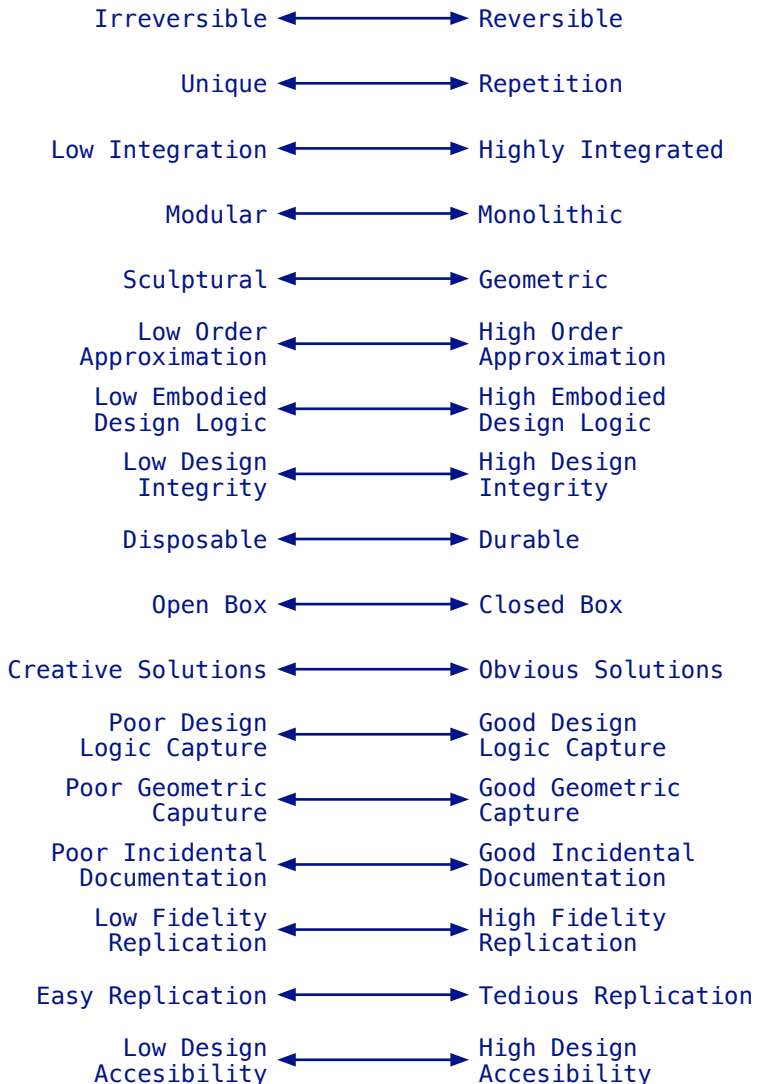 Irreversible Reversible
Unique Repetition
Low Integration Highly Integrated
Modular Monolithic
Sculptural Geometric
Low Order High Order
Approximation Approximation
Low Embodied High Embodied
Design Logic Design Logic
Low Design High Design
Integrity Integrity
Disposable Durable
Open Box Closed Box
Creative Solutions Obvious Solutions
Poor Design Good Design
Logic Capture Logic Capture
Poor Geometric Good Geometric
Caputure Capture
Poor Incidental Good Incidental
Documentation Documentation
Low Fidelity High Fidelity
Replication Replication
Easy Replication Tedious Replication
Low Design High Design
Accesibility Accesibility